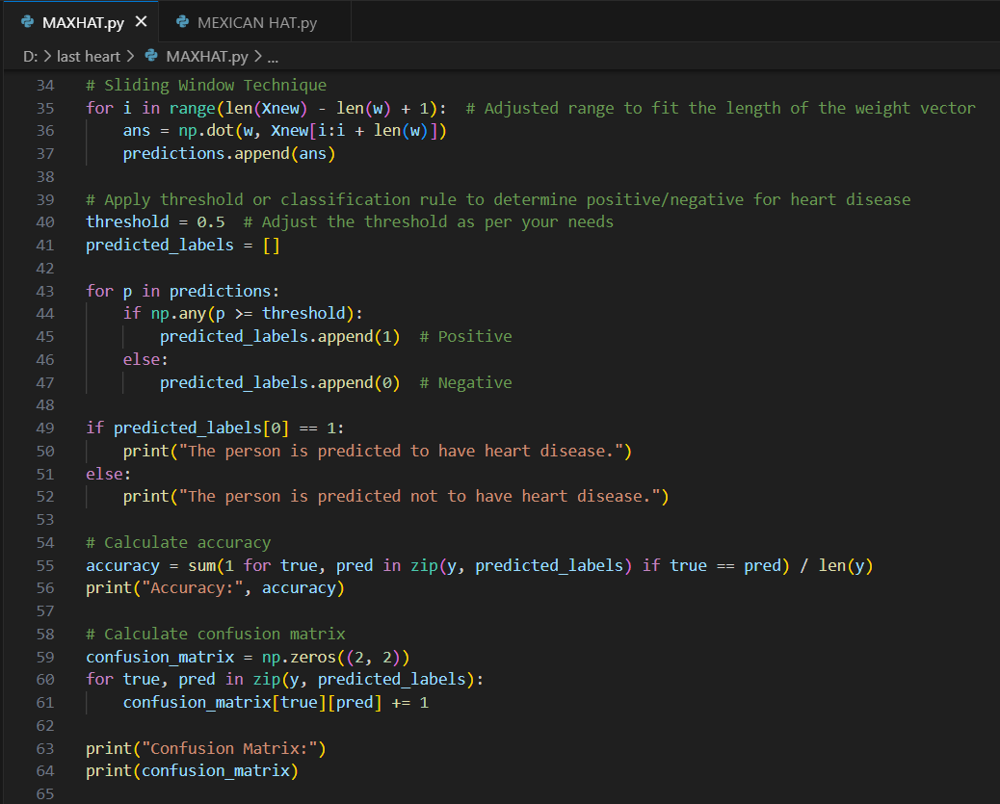 MAXHAT.py ✕ MEXICAN HAT.py
D: > last heart > MAXHAT.py > ...
34 # Sliding Window Technique
35 for i in range(len(Xnew) - len(w) + 1):  # Adjusted range to fit the length of the weight vector
36     ans = np.dot(w, Xnew[i:i + len(w)])
37     predictions.append(ans)
38
39 # Apply threshold or classification rule to determine positive/negative for heart disease
40 threshold = 0.5  # Adjust the threshold as per your needs
41 predicted_labels = []
42
43 for p in predictions:
44     if np.any(p >= threshold):
45         predicted_labels.append(1)  # Positive
46     else:
47         predicted_labels.append(0)  # Negative
48
49 if predicted_labels[0] == 1:
50     print("The person is predicted to have heart disease.")
51 else:
52     print("The person is predicted not to have heart disease.")
53
54 # Calculate accuracy
55 accuracy = sum(1 for true, pred in zip(y, predicted_labels) if true == pred) / len(y)
56 print("Accuracy:", accuracy)
57
58 # Calculate confusion matrix
59 confusion_matrix = np.zeros((2, 2))
60 for true, pred in zip(y, predicted_labels):
61     confusion_matrix[true][pred] += 1
62
63 print("Confusion Matrix:")
64 print(confusion_matrix)
65